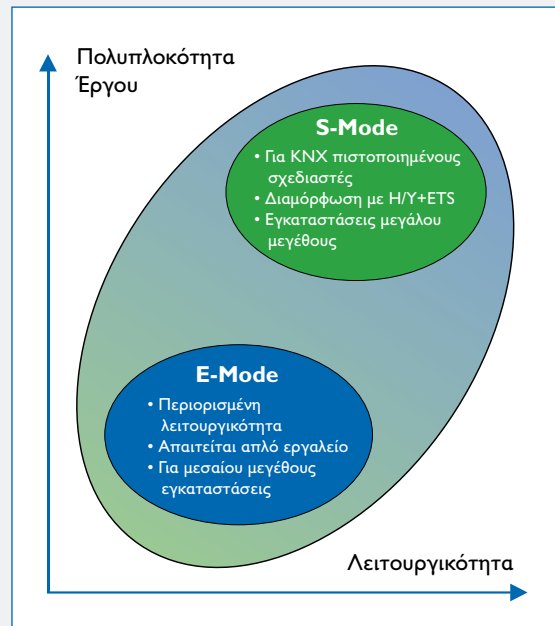 Πολυπλοκότητα
Έργου
S-Mode
• Για KNX πιστοποιημένους
σχεδιαστές
• Διαμόρφωση με Η/Υ+ETS
• Εγκαταστάσεις μεγάλου
μεγέθους
E-Mode
• Περιορισμένη
λειτουργικότητα
• Απαιτείται απλό εργαλείο
• Για μεσαίου μεγέθους
εγκαταστάσεις
Λειτουργικότητα